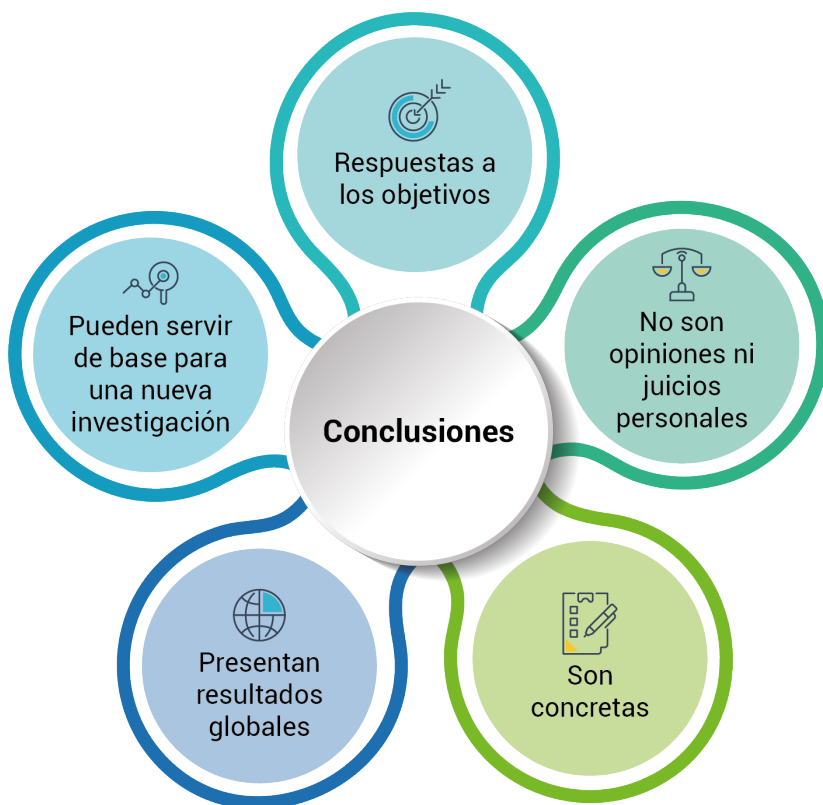 Respuestas a
los objetivos
No son
opiniones ni
juicios
personales
Son
concretas
Presentan
resultados
globales
Pueden servir
de base para
una nueva
investigación
Conclusiones